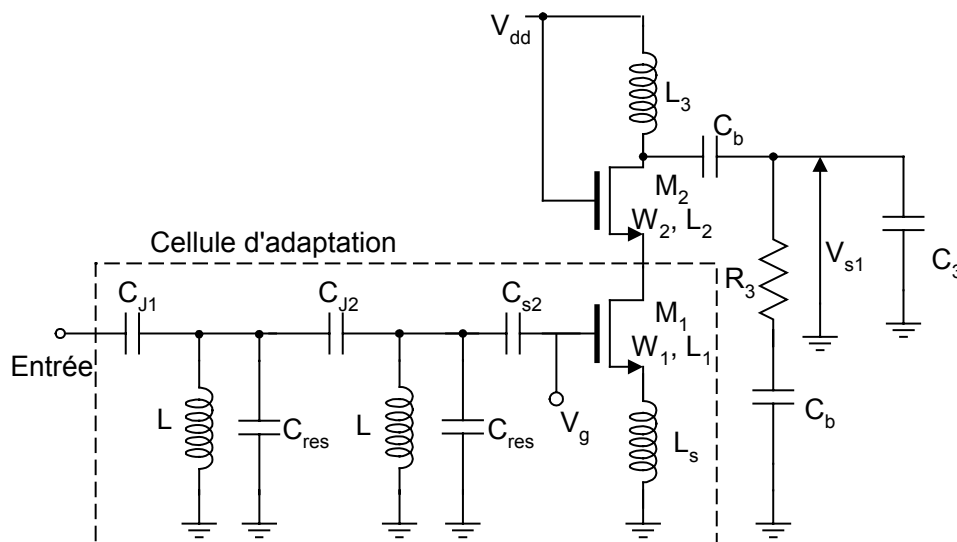 V_dd
L_3
C_b
M_2
W_2, L_2
V_s1
C_3
R_3
Cellule d'adaptation
C_J1
C_J2
C_s2
M_1
W_1, L_1
Entrée
L
C_res
L
C_res
V_g
L_s
C_b